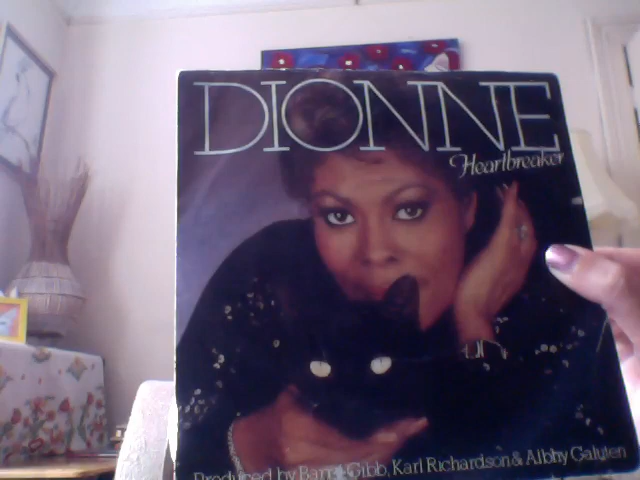 DIONNE
Heartbreaker
Produced by Barry Gibb, Karl Richardson & Albhy Galuten